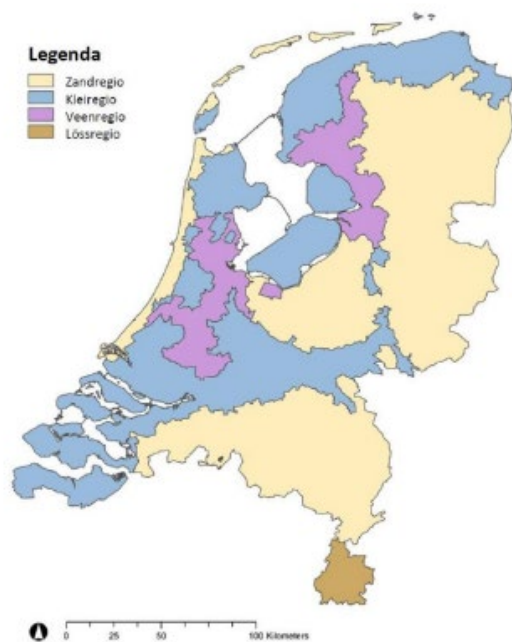 Legenda
Zandregio
Kleiregio
Veenregio
Lössregio
0 25 50 100 Kilometers